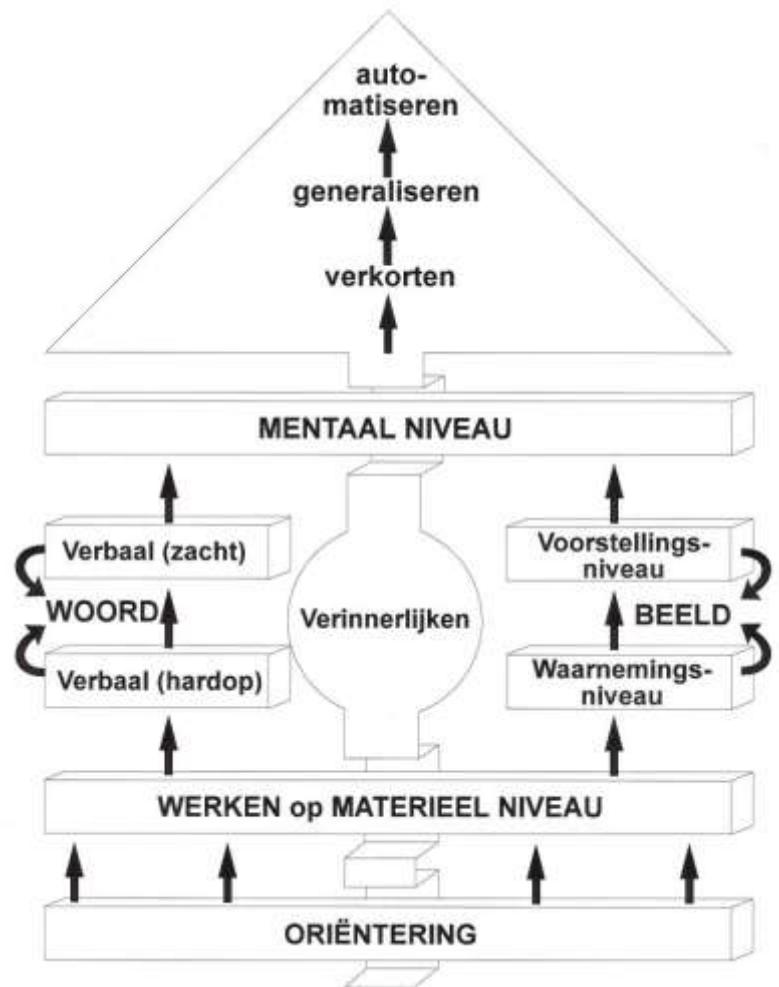 auto-
matiseren
generaliseren
verkorten
MENTAAL NIVEAU
Verbaal (zacht)
Voorstellings-
niveau
WOORD
Verinnerlijken
BEELD
Verbaal (hardop)
Waarnemings-
niveau
WERKEN op MATERIEEL NIVEAU
ORIËNTERING